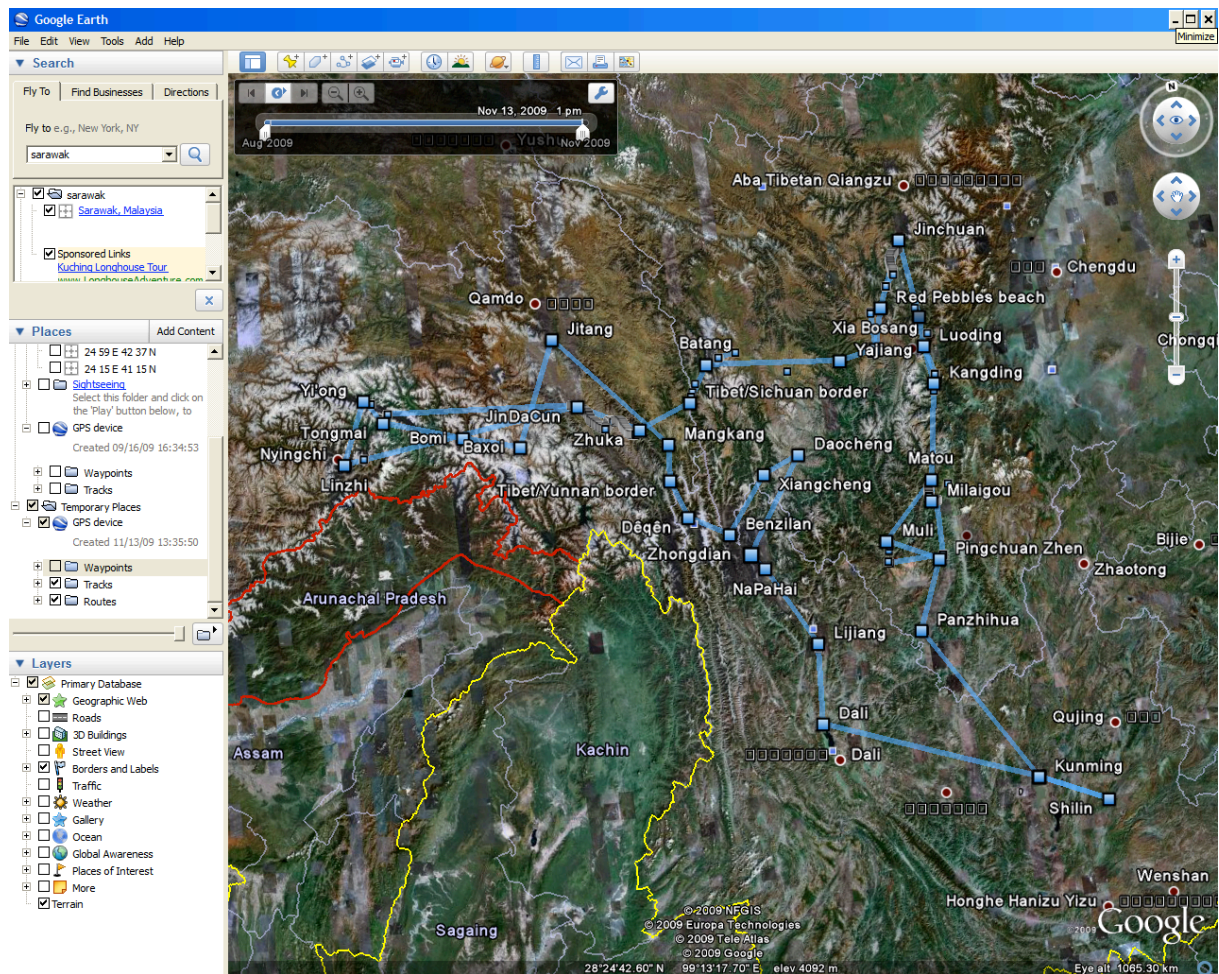 Google Earth
File Edit View Tools Add Help
Minimize
Search
Fly To Find Businesses Directions
Fly to e.g., New York, NY
sarawak
sarawak
Sarawak, Malaysia
Sponsored Links
Kuching Longhouse Tour
www.LonghouseAdventure.com
Places Add Content
24 59 E 42 37 N
24 15 E 41 15 N
Sightseeing
Select this folder and click on
the 'Play' button below, to
GPS device
Created 09/16/09 16:34:53
Waypoints
Tracks
Temporary Places
GPS device
Created 11/13/09 13:35:50
Waypoints
Tracks
Routes
Layers
Primary Database
Geographic Web
Roads
3D Buildings
Street View
Borders and Labels
Traffic
Weather
Gallery
Ocean
Global Awareness
Places of Interest
More
Terrain
Nov 13, 2009 1 pm
Aug 2009
Nov 2009
Yushu
N
Aba Tibetan Qiangzu
Jinchuan
Chengdu
Qamdo
Red Pebbles beach
Jitang
Xia Bosang
Luoding
Batang
Yajiang
Chongqi
Kangding
Yi'ong
Tibet/Sichuan border
JinDaCun
Tongmai
Bomi
Zhuka
Mangkang
Daocheng
Baxoi
Nyingchi
Matou
Linzhi
Tibet/Yunnan border
Xiangcheng
Milaigou
Dêqên
Benzilan
Muli
Zhongdian
Pingchuan Zhen
Bijie
Zhaotong
NaPaHai
Arunachal Pradesh
Panzhihua
Lijiang
Dali
Qujing
Assam
Kachin
Dali
Kunming
Shilin
Wenshan
Honghe Hanizu Yizu
Sagaing
© 2009 NFGIS
© 2009 Europa Technologies
© 2009 Tele Atlas
© 2009 Google
©2009 Google
28°24'42.60" N 99°13'17.70" E elev 4092 m
Eye alt 1065.30 km